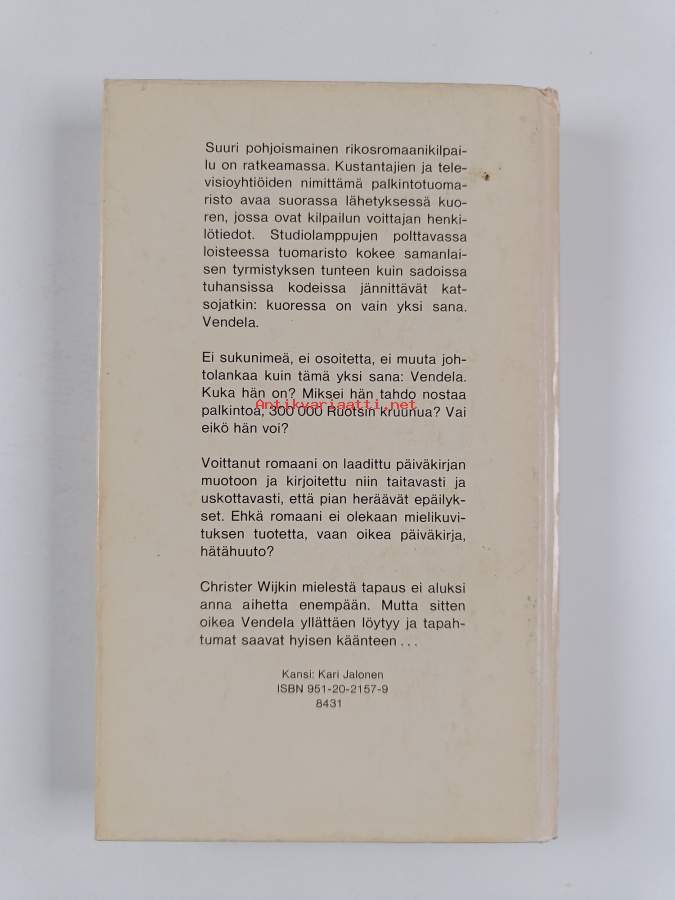 Suuri pohjoismainen rikosromaanikilpai-
lu on ratkeamassa. Kustantajien ja tele-
visioyhtiöiden nimittämä palkintotuoma-
risto avaa suorassa lähetyksessä kuo-
ren, jossa ovat kilpailun voittajan henki-
lötiedot. Studiolamppujen polttavassa
loisteessa tuomaristo kokee samanlai-
sen tyrmistyksen tunteen kuin sadoissa
tuhansissa kodeissa jännittävät kat-
sojatkin: kuoressa on vain yksi sana.
Vendela.
Ei sukunimeä, ei osoitetta, ei muuta joh-
tolankaa kuin tämä yksi sana: Vendela.
Kuka hän on? Miksei hän tahdo nostaa
Antikvariaatti.net
palkintoa, 300 000 Ruotsin kruunua? Vai
eikö hän voi?
Voittanut romaani on laadittu päiväkirjan
muotoon ja kirjoitettu niin taitavasti ja
uskottavasti, että pian heräävät epäilyk-
set. Ehkä romaani ei olekaan mielikuvi-
tuksen tuotetta, vaan oikea päiväkirja,
hätähuuto?
Christer Wijkin mielestä tapaus ei aluksi
anna aihetta enempään. Mutta sitten
oikea Vendela yllättäen löytyy ja tapah-
tumat saavat hyisen käänteen ...
Kansi: Kari Jalonen
ISBN 951-20-2157-9
8431